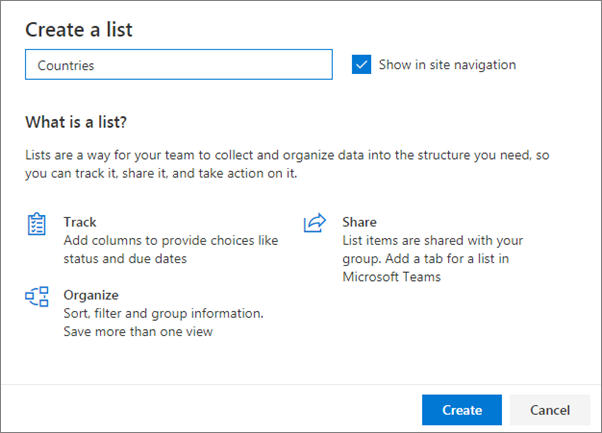 Create a list
Countries
Show in site navigation
What is a list?
Lists are a way for your team to collect and organize data into the structure you need, so
you can track it, share it, and take action on it.
Track
Add columns to provide choices like
status and due dates
Share
List items are shared with your
group. Add a tab for a list in
Microsoft Teams
Organize
Sort, filter and group information.
Save more than one view
Create
Cancel